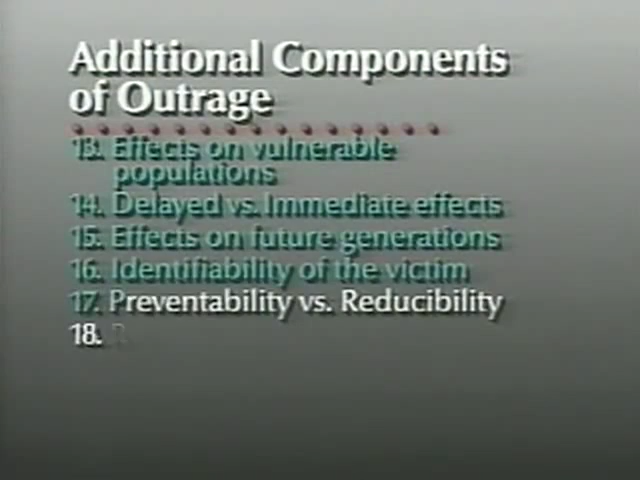 Additional Components
of Outrage
13. Effects on vulnerable
populations
14. Delayed vs. Immediate effects
15. Effects on future generations
16. Identifiability of the victim
17. Preventability vs. Reducibility
18.